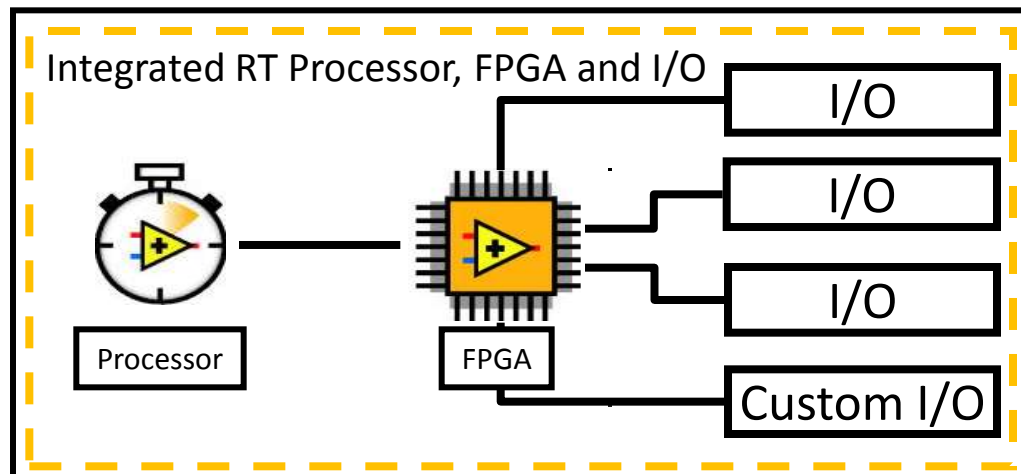 Integrated RT Processor, FPGA and I/O
I/O
I/O
I/O
Processor
FPGA
Custom I/O